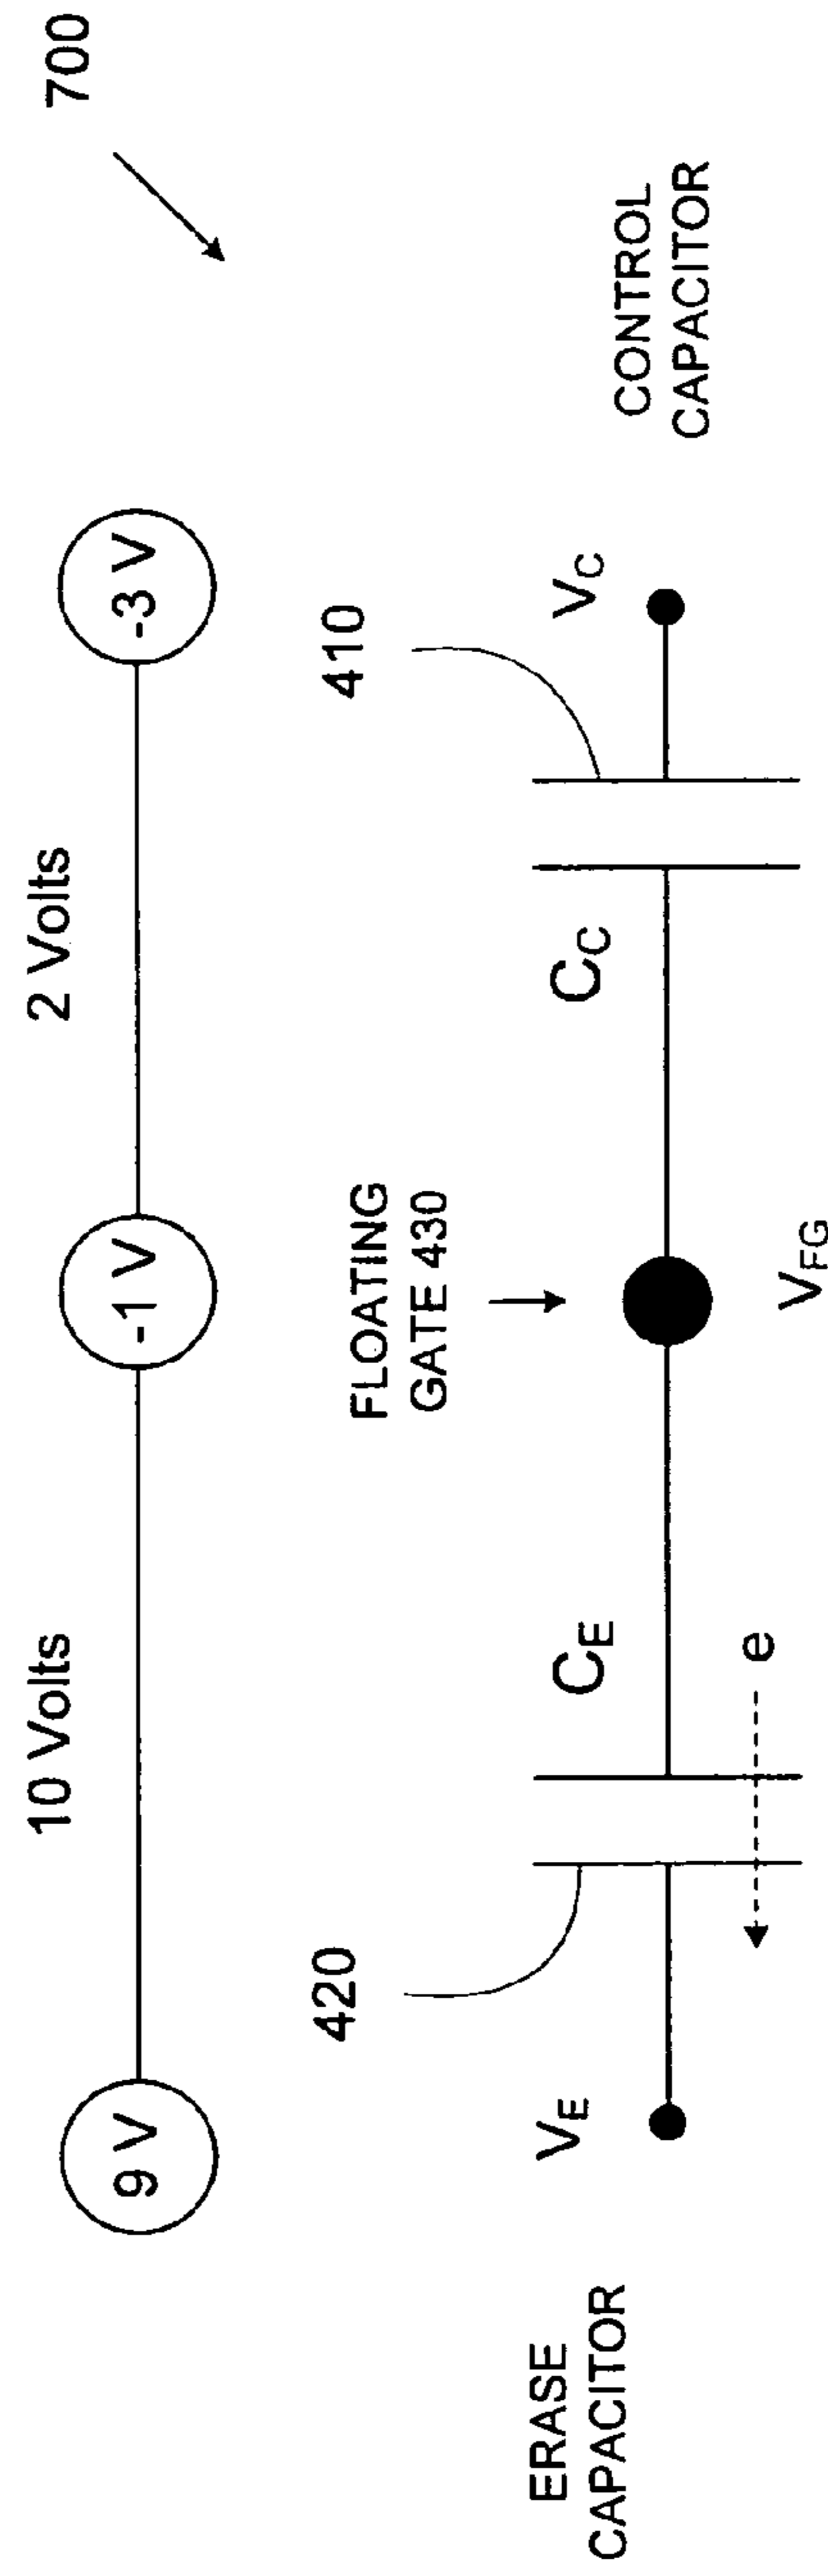 700
10 Volts
2 Volts
9 V
-1 V
-3 V
420
FLOATING
GATE 430
410
ERASE
CAPACITOR
V_E
C_E
C_C
V_C
CONTROL
CAPACITOR
e
V_FG